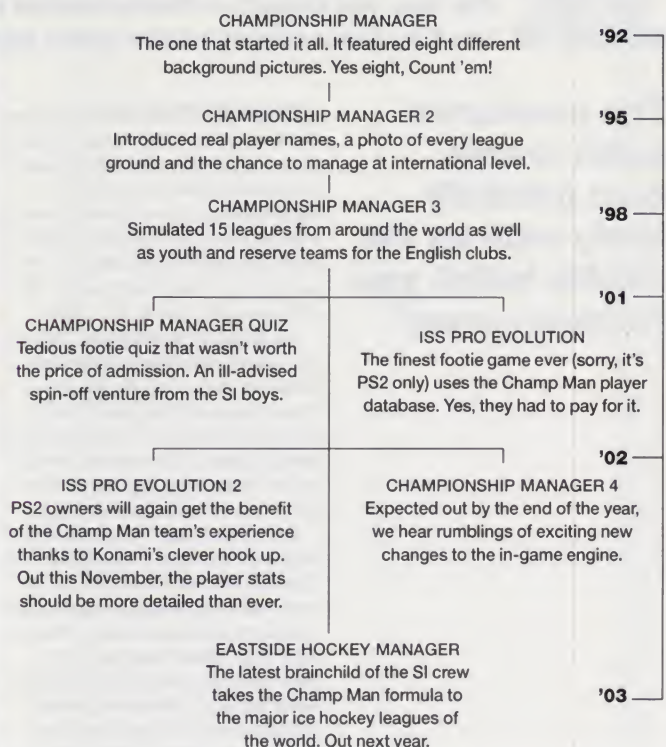 CHAMPIONSHIP MANAGER
The one that started it all. It featured eight different
background pictures. Yes eight, Count 'em!
'92
CHAMPIONSHIP MANAGER 2
Introduced real player names, a photo of every league
ground and the chance to manage at international level.
'95
CHAMPIONSHIP MANAGER 3
Simulated 15 leagues from around the world as well
as youth and reserve teams for the English clubs.
'98
'01
CHAMPIONSHIP MANAGER QUIZ
Tedious footie quiz that wasn't worth
the price of admission. An ill-advised
spin-off venture from the SI boys.
ISS PRO EVOLUTION
The finest footie game ever (sorry, it's
PS2 only) uses the Champ Man player
database. Yes, they had to pay for it.
'02
ISS PRO EVOLUTION 2
PS2 owners will again get the benefit
of the Champ Man team's experience
thanks to Konami's clever hook up.
Out this November, the player stats
should be more detailed than ever.
CHAMPIONSHIP MANAGER 4
Expected out by the end of the year,
we hear rumblings of exciting new
changes to the in-game engine.
EASTSIDE HOCKEY MANAGER
The latest brainchild of the SI crew
takes the Champ Man formula to
the major ice hockey leagues of
the world. Out next year.
'03